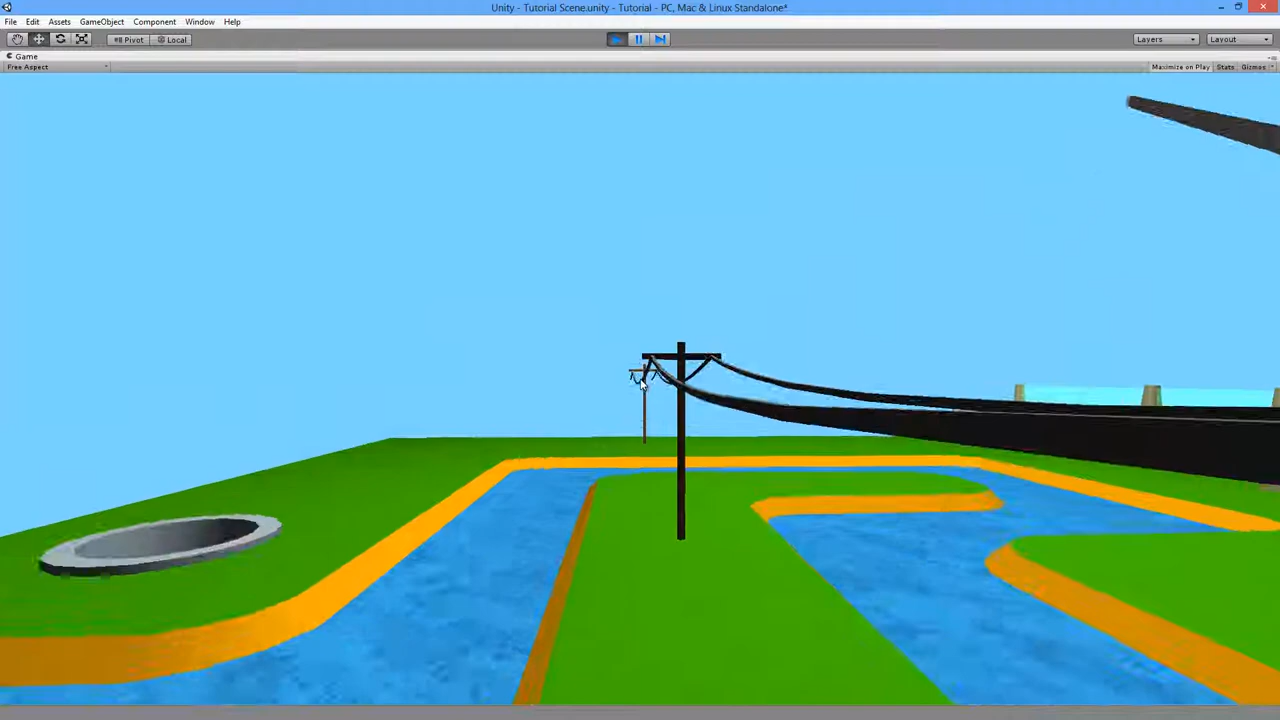 Unity - Tutorial Scene.unity - Tutorial - PC, Mac & Linux Standalone*
File Edit Assets GameObject Component Window Help
Pivot Local Layers Layout
Game
Free Aspect Maximize on Play Stats Gizmos